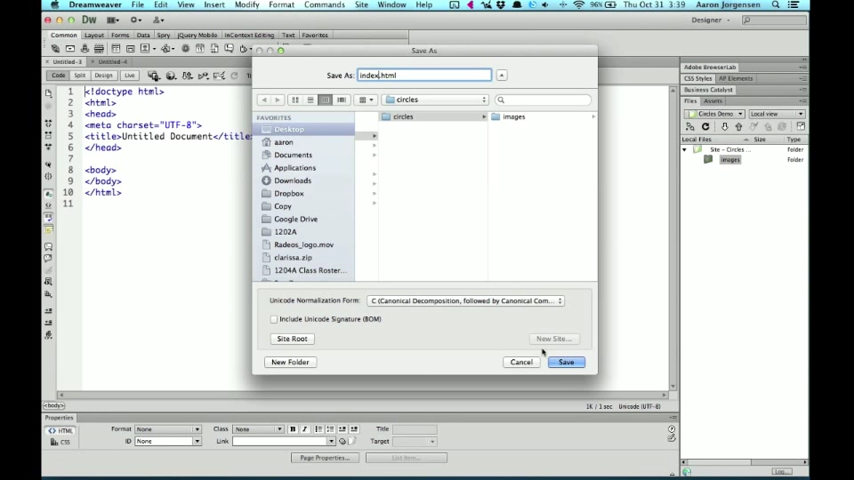 Dreamweaver File Edit View Insert Modify Format Commands Site Window Help 96% Thu Oct 31 3:39 Aaron Jorgensen
Dw Designer
Common Layout Forms Data Spry jQuery Mobile InContext Editing Text Favorites
Untitled-3 Untitled-4
Code Split Design Live
1 <!doctype html>
2 <html>
3 <head>
4 <meta charset="UTF-8">
5 <title>Untitled Document</title>
6 </head>
7
8 <body>
9 </body>
10 </html>
11
Save As
Save As: index.html
circles
FAVORITES
Desktop
aaron
Documents
Applications
Downloads
Dropbox
Copy
Google Drive
1202A
Radeos_logo.mov
clarissa.zip
1204A Class Roster...
circles
images
Unicode Normalization Form: C (Canonical Decomposition, followed by Canonical Com...
Include Unicode Signature (BOM)
Site Root New Site...
New Folder Cancel Save
Adobe BrowserLab
CSS Styles AP Elements
Business Catalyst
Files Assets
Circles Demo Local view
Local Files Size Type
Site - Circles ... Folder
images Folder
Log...
<body> 1K / 1 sec Unicode (UTF-8)
Properties
HTML Format None Class None Title
CSS ID None Link Target
Page Properties... List Item...